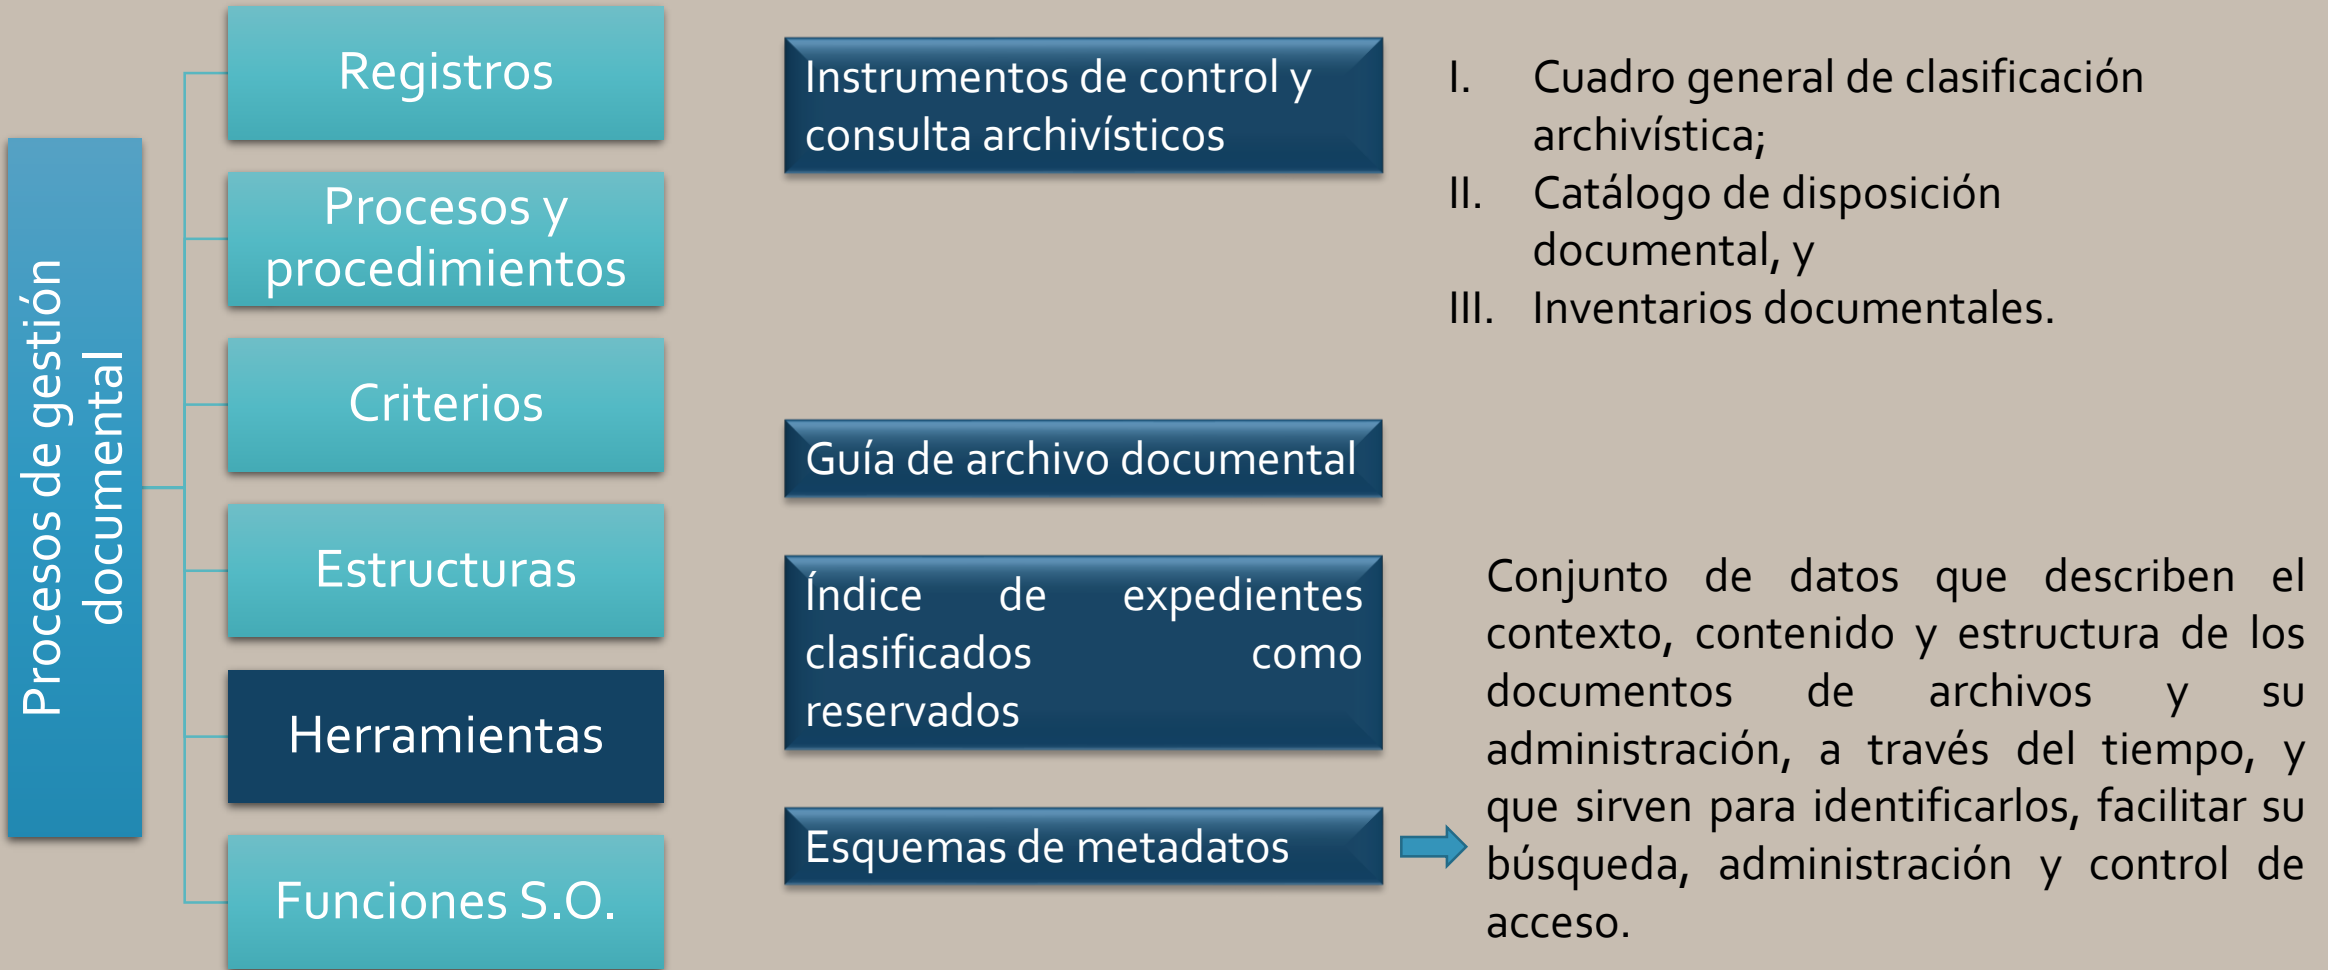 Procesos de gestión
documental
Registros
Procesos y
procedimientos
Criterios
Estructuras
Herramientas
Funciones S.O.
Instrumentos de control y
consulta archivísticos
I. Cuadro general de clasificación
archivística;
II. Catálogo de disposición
documental, y
III. Inventarios documentales.
Guía de archivo documental
Índice de expedientes
clasificados como
reservados
Esquemas de metadatos
Conjunto de datos que describen el
contexto, contenido y estructura de los
documentos de archivos y su
administración, a través del tiempo, y
que sirven para identificarlos, facilitar su
búsqueda, administración y control de
acceso.